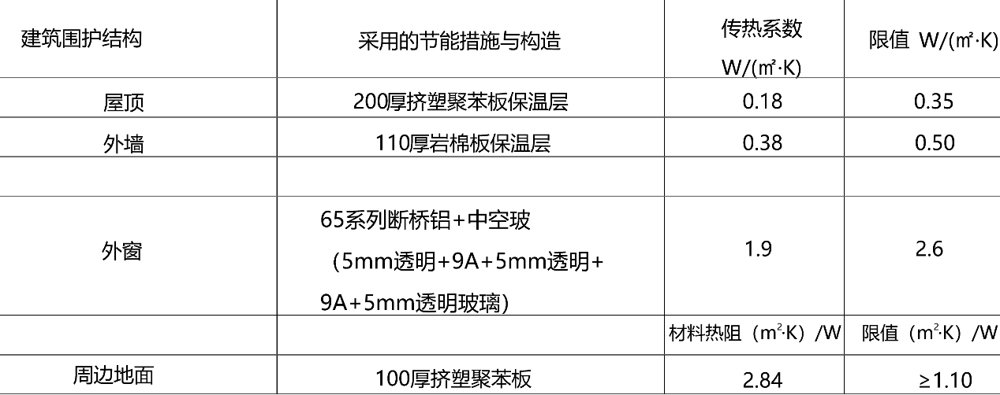 建筑围护结构 采用的节能措施与构造 传热系数 限值 W/(㎡·K)
W/(㎡·K)
屋顶 200厚挤塑聚苯板保温层 0.18 0.35
外墙 110厚岩棉板保温层 0.38 0.50
65系列断桥铝+中空玻
外窗 （5mm透明+9A+5mm透明+ 1.9 2.6
9A+5mm透明玻璃）
材料热阻（m²·K）/W 限值（m²·K）/W
周边地面 100厚挤塑聚苯板 2.84 ≥1.10